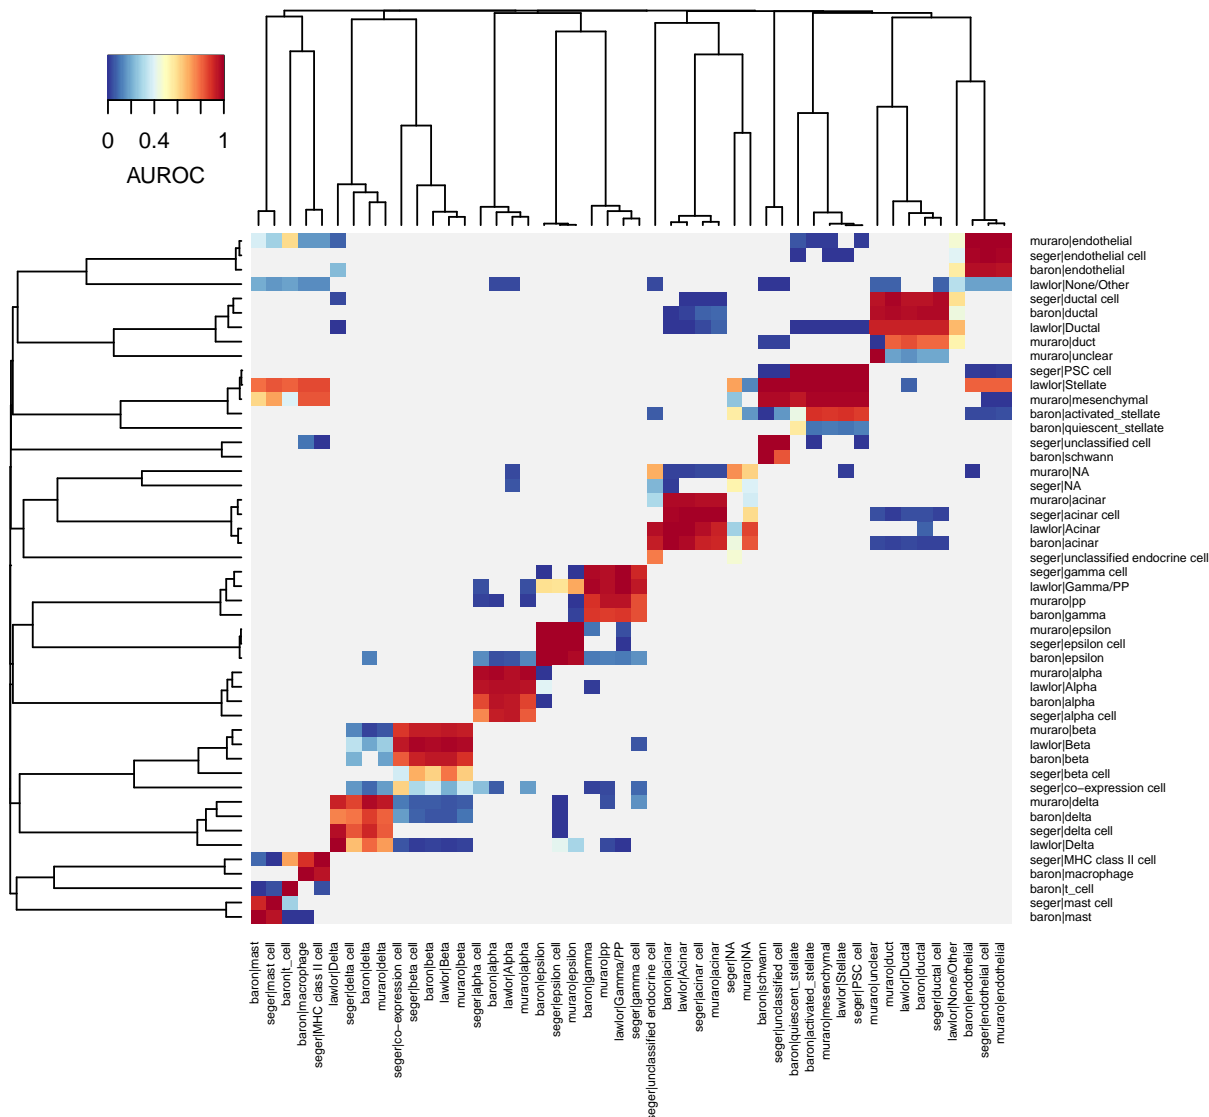 0 0.4 1
AUROC
muraro|endothelial
seger|endothelial cell
baron|endothelial
lawlor|None/Other
seger|ductal cell
baron|ductal
lawlor|Ductal
muraro|duct
muraro|unclear
seger|PSC cell
lawlor|Stellate
muraro|mesenchymal
baron|activated_stellate
baron|quiescent_stellate
seger|unclassified cell
baron|schwann
muraro|NA
seger|NA
muraro|acinar
seger|acinar cell
lawlor|Acinar
baron|acinar
seger|unclassified endocrine cell
seger|gamma cell
lawlor|Gamma/PP
muraro|pp
baron|gamma
muraro|epsilon
seger|epsilon cell
baron|epsilon
muraro|alpha
lawlor|Alpha
baron|alpha
seger|alpha cell
muraro|beta
lawlor|Beta
baron|beta
seger|beta cell
seger|co−expression cell
muraro|delta
baron|delta
seger|delta cell
lawlor|Delta
seger|MHC class II cell
baron|macrophage
baron|t_cell
seger|mast cell
baron|mast
baron|mast
seger|mast cell
baron|t_cell
baron|macrophage
seger|MHC class II cell
lawlor|Delta
seger|delta cell
baron|delta
muraro|delta
seger|co−expression cell
seger|beta cell
baron|beta
lawlor|Beta
muraro|beta
seger|alpha cell
baron|alpha
lawlor|Alpha
muraro|alpha
baron|epsilon
seger|epsilon cell
muraro|epsilon
baron|gamma
muraro|pp
lawlor|Gamma/PP
seger|gamma cell
seger|unclassified endocrine cell
baron|acinar
lawlor|Acinar
seger|acinar cell
muraro|acinar
seger|NA
muraro|NA
baron|schwann
seger|unclassified cell
baron|quiescent_stellate
baron|activated_stellate
muraro|mesenchymal
lawlor|Stellate
seger|PSC cell
muraro|unclear
muraro|duct
lawlor|Ductal
baron|ductal
seger|ductal cell
lawlor|None/Other
baron|endothelial
seger|endothelial cell
muraro|endothelial